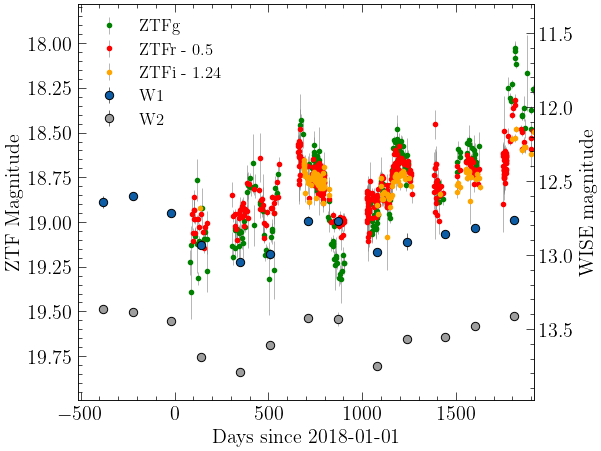 ZTFg
ZTFr - 0.5
ZTFi - 1.24
W1
W2
ZTF Magnitude
18.00
18.25
18.50
18.75
19.00
19.25
19.50
19.75
WISE magnitude
11.5
12.0
12.5
13.0
13.5
−500
0
500
1000
1500
Days since 2018-01-01